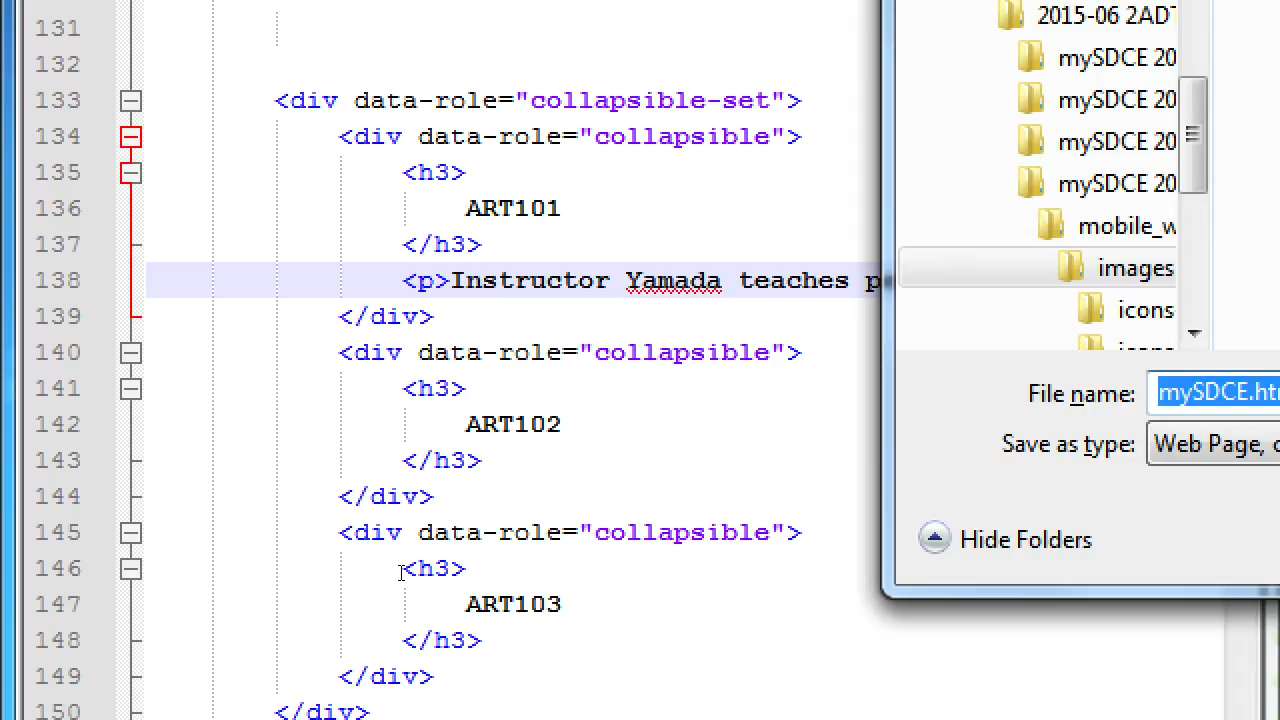 131
132
133 <div data-role="collapsible-set">
134 <div data-role="collapsible">
135 <h3>
136 ART101
137 </h3>
138 <p>Instructor Yamada teaches p
139 </div>
140 <div data-role="collapsible">
141 <h3>
142 ART102
143 </h3>
144 </div>
145 <div data-role="collapsible">
146 <h3>
147 ART103
148 </h3>
149 </div>
150 </div>
2015-06 2AD
mySDCE 20
mySDCE 20
mySDCE 20
mySDCE 20
mobile_w
images
icons
File name: mySDCE.ht
Save as type: Web Page, c
Hide Folders